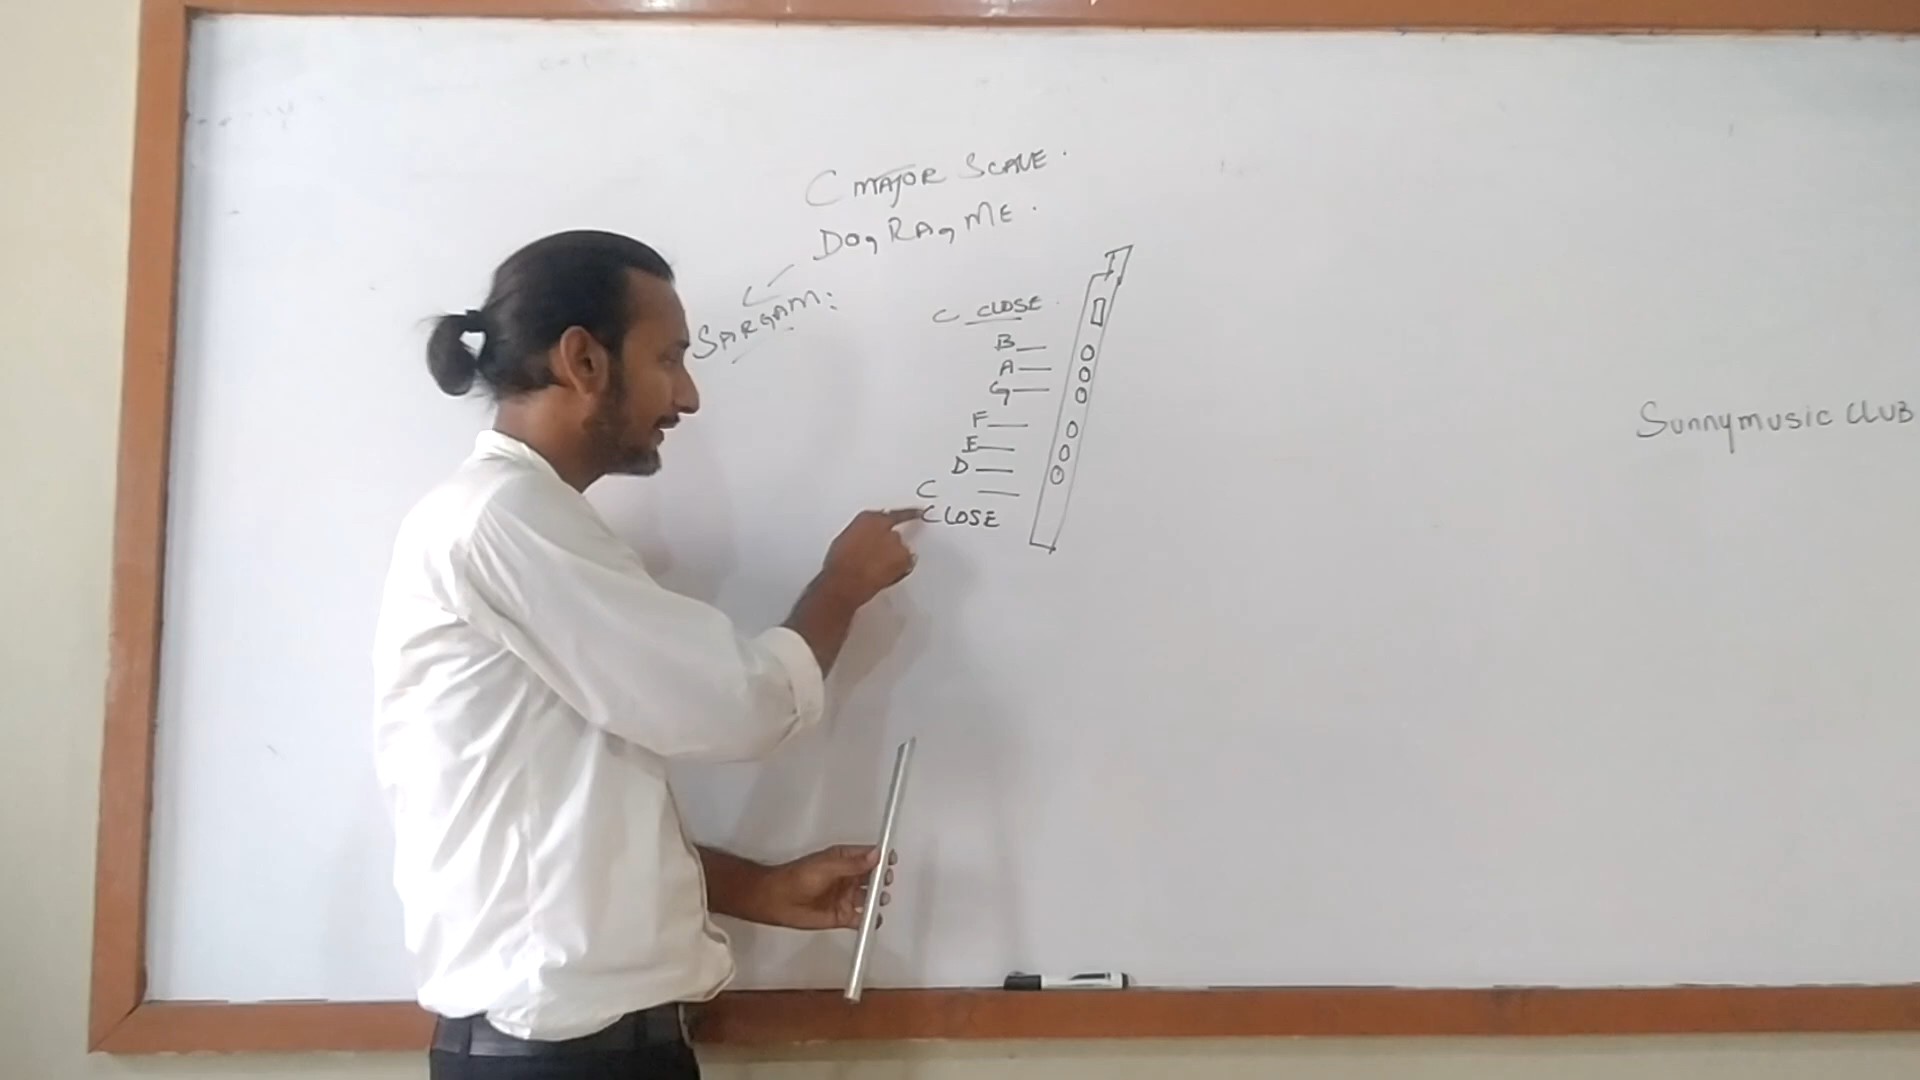 C MAJOR SCALE.
DO, RA, ME.
SARGAM:
C CLOSE
B
A
G
F
E
D
C
CLOSE
Sunnymusic CLUB